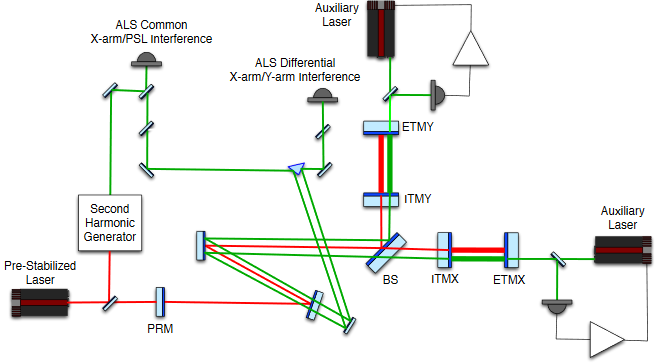 ALS Common
X-arm/PSL Interference
ALS Differential
X-arm/Y-arm Interference
Auxiliary
Laser
ETMY
ITMY
Second
Harmonic
Generator
Auxiliary
Laser
Pre-Stabilized
Laser
BS
ITMX
ETMX
PRM